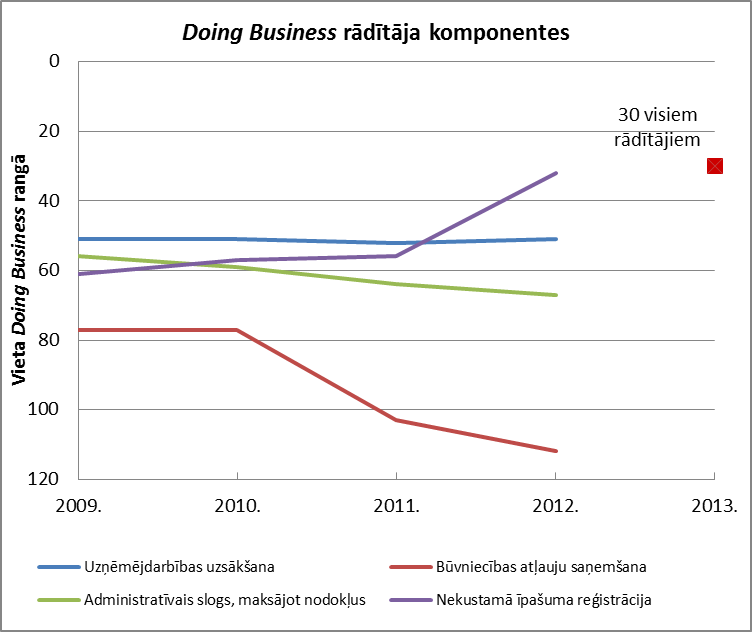 Doing Business rādītāja komponentes
0
20
40
60
80
100
120
Vieta Doing Business rangā
30 visiem
rādītājiem
2009.
2010.
2011.
2012.
2013.
Uzņēmējdarbības uzsākšana
Būvniecības atļauju saņemšana
Administratīvais slogs, maksājot nodokļus
Nekustamā īpašuma reģistrācija